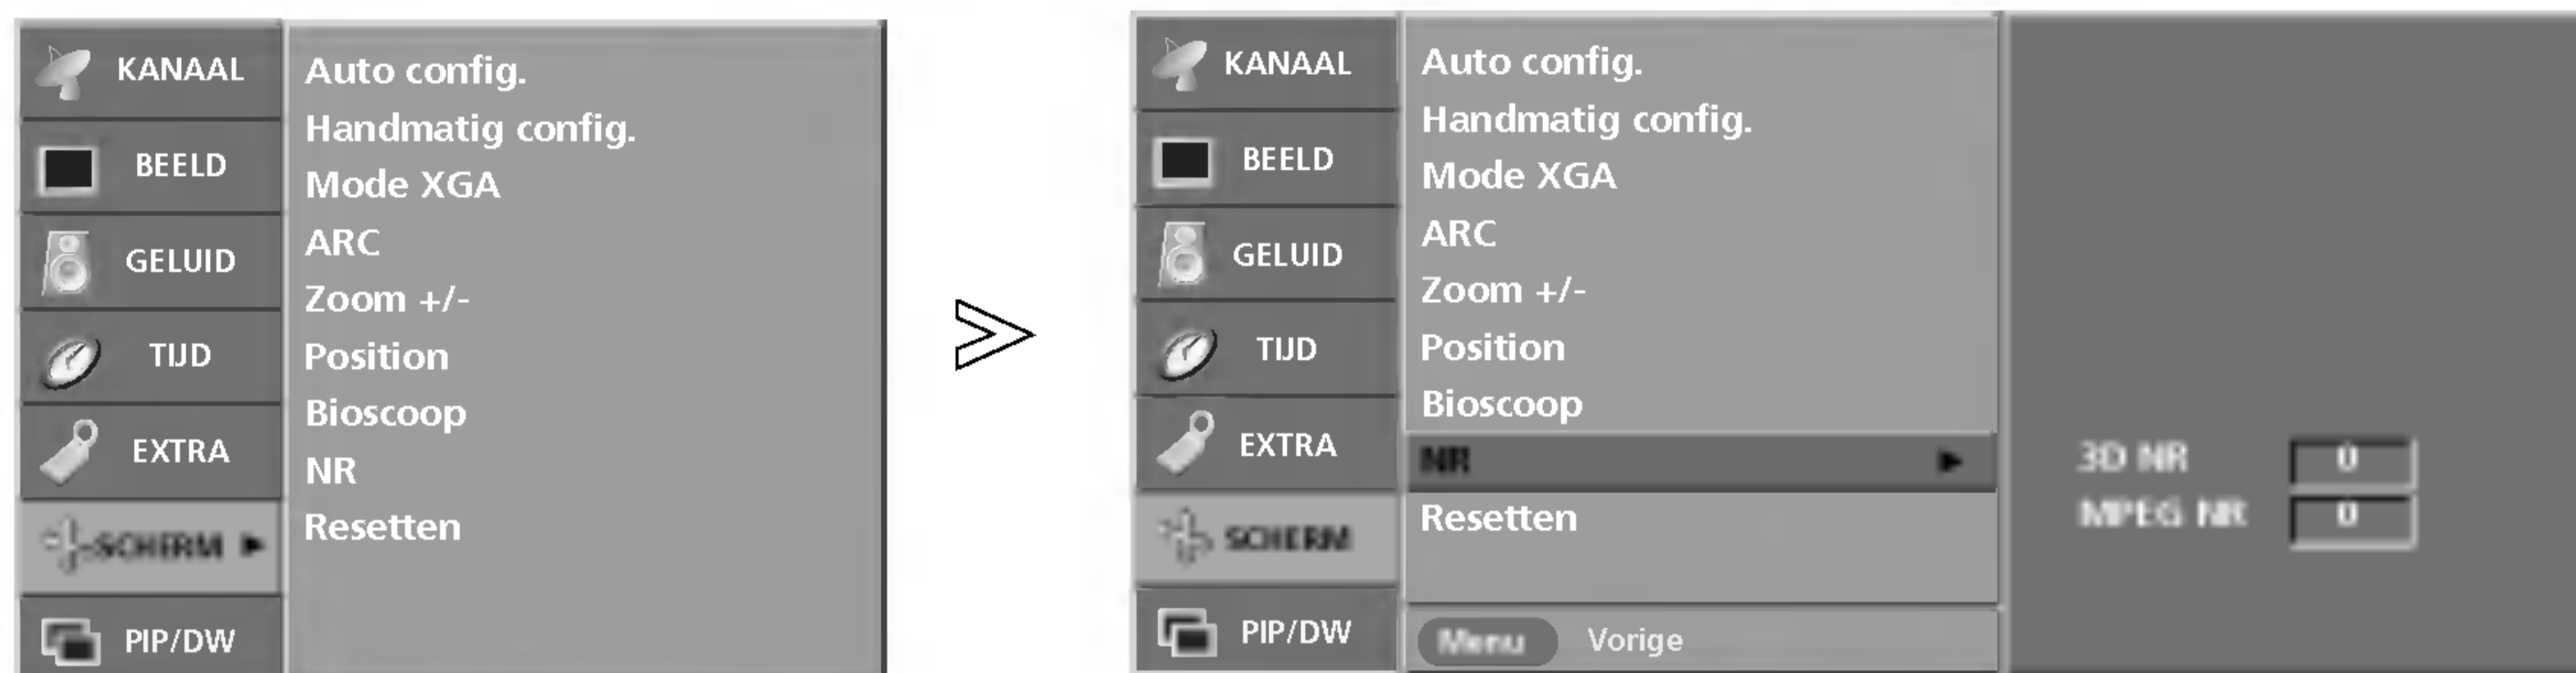 KANAAL
BEELD
GELUID
TIJD
EXTRA
SCHERM ►
PIP/DW
Auto config.
Handmatig config.
Mode XGA
ARC
Zoom +/-
Position
Bioscoop
NR
Resetten
KANAAL
BEELD
GELUID
TIJD
EXTRA
SCHERM
PIP/DW
Auto config.
Handmatig config.
Mode XGA
ARC
Zoom +/-
Position
Bioscoop
NR ►
Resetten
Menu Vorige
3D NR 0
MPEG NR 0